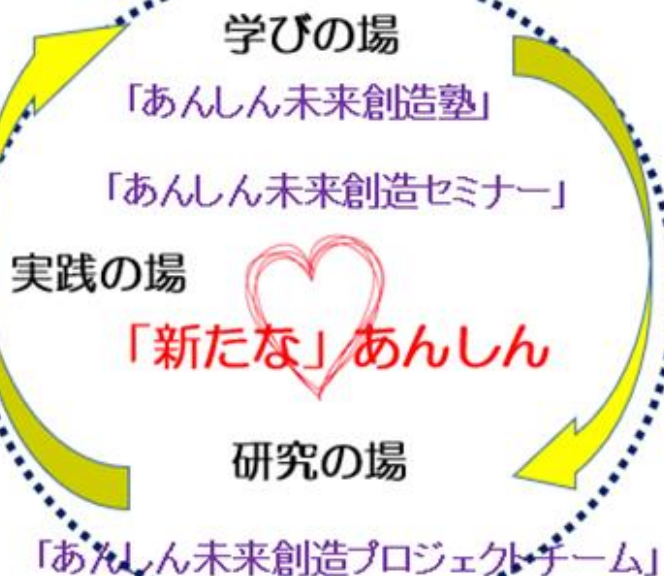 学びの場
「あんしん未来創造塾」
「あんしん未来創造セミナー」
実践の場
「新たな」あんしん
研究の場
「あんしん未来創造プロジェクトチーム」